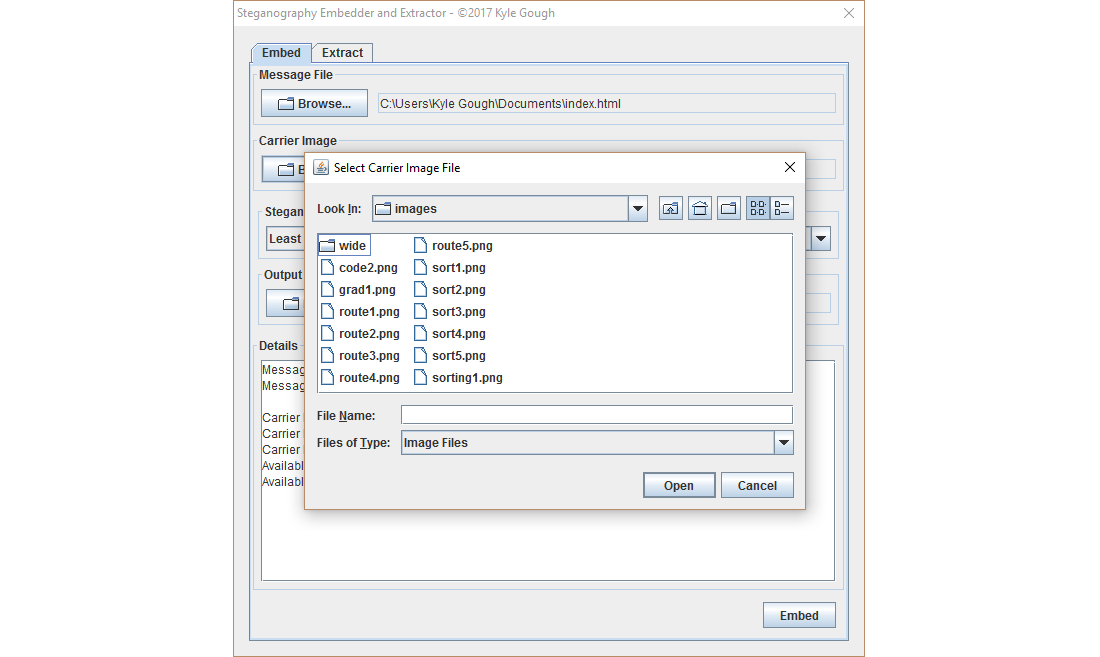 Steganography Embedder and Extractor - ©2017 Kyle Gough
Embed Extract
Message File
Browse... C:\Users\Kyle Gough\Documents\index.html
Carrier Image
Select Carrier Image File
Look In: images
wide route5.png
code2.png sort1.png
grad1.png sort2.png
route1.png sort3.png
route2.png sort4.png
route3.png sort5.png
route4.png sorting1.png
File Name:
Files of Type: Image Files
Open Cancel
B
Stegan
Least
Output
Details
Messag
Messag
Carrier
Carrier
Carrier
Availabl
Availabl
Embed